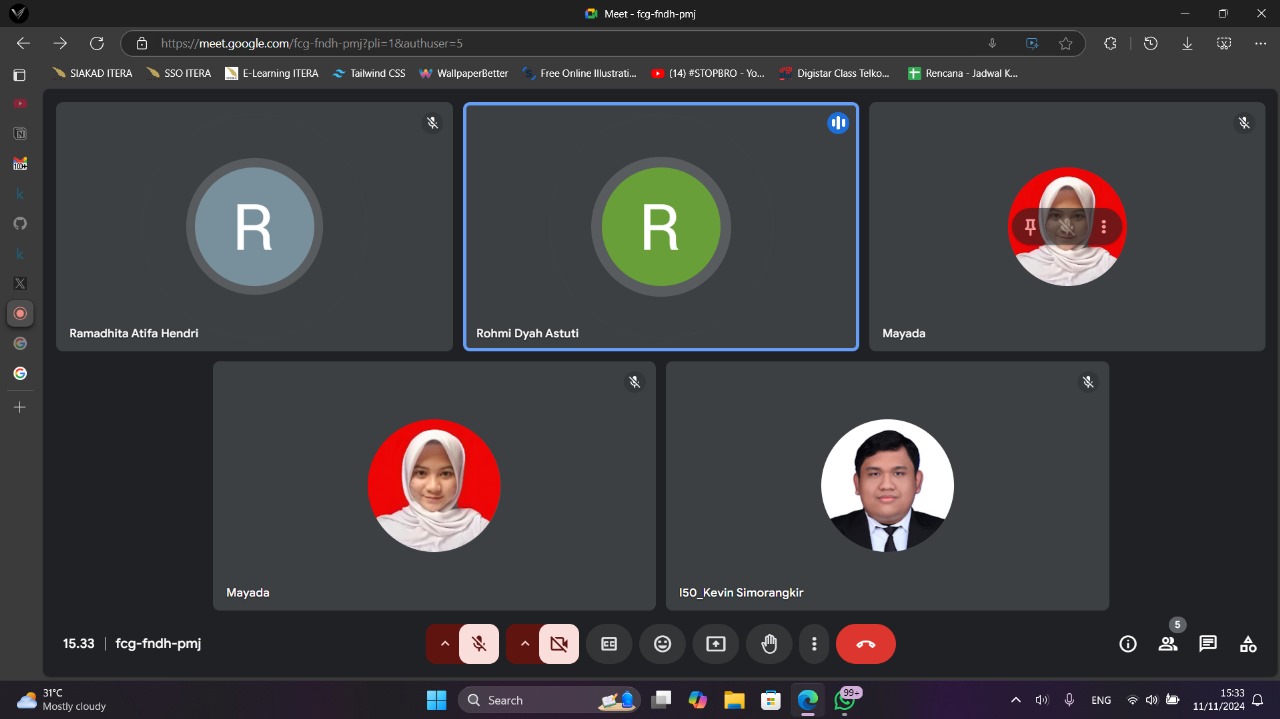 Meet - fcg-fndh-pmj
https://meet.google.com/fcg-fndh-pmj?pli=1&authuser=5
SIAKAD ITERA
SSO ITERA
E-Learning ITERA
Tailwind CSS
WallpaperBetter
Free Online Illustrati...
(14) #STOPBRO - Yo...
Digistar Class Telko...
Rencana - Jadwal K...
R
R
Ramadhita Atifa Hendri
Rohmi Dyah Astuti
Mayada
Mayada
I50_Kevin Simorangkir
15.33 | fcg-fndh-pmj
5
31°C
Mostly cloudy
Search
99+
ENG
15:33
11/11/2024